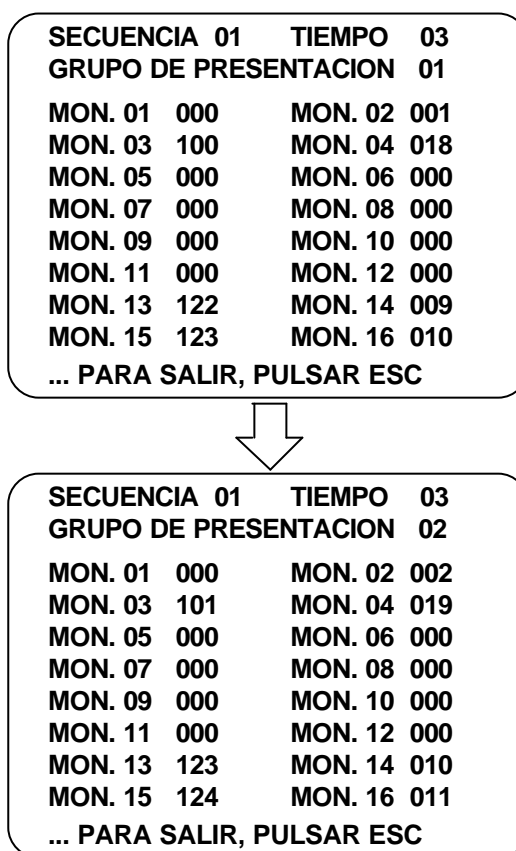 SECUENCIA 01 TIEMPO 03
GRUPO DE PRESENTACION 01
MON. 01 000 MON. 02 001
MON. 03 100 MON. 04 018
MON. 05 000 MON. 06 000
MON. 07 000 MON. 08 000
MON. 09 000 MON. 10 000
MON. 11 000 MON. 12 000
MON. 13 122 MON. 14 009
MON. 15 123 MON. 16 010
... PARA SALIR, PULSAR ESC
SECUENCIA 01 TIEMPO 03
GRUPO DE PRESENTACION 02
MON. 01 000 MON. 02 002
MON. 03 101 MON. 04 019
MON. 05 000 MON. 06 000
MON. 07 000 MON. 08 000
MON. 09 000 MON. 10 000
MON. 11 000 MON. 12 000
MON. 13 123 MON. 14 010
MON. 15 124 MON. 16 011
... PARA SALIR, PULSAR ESC